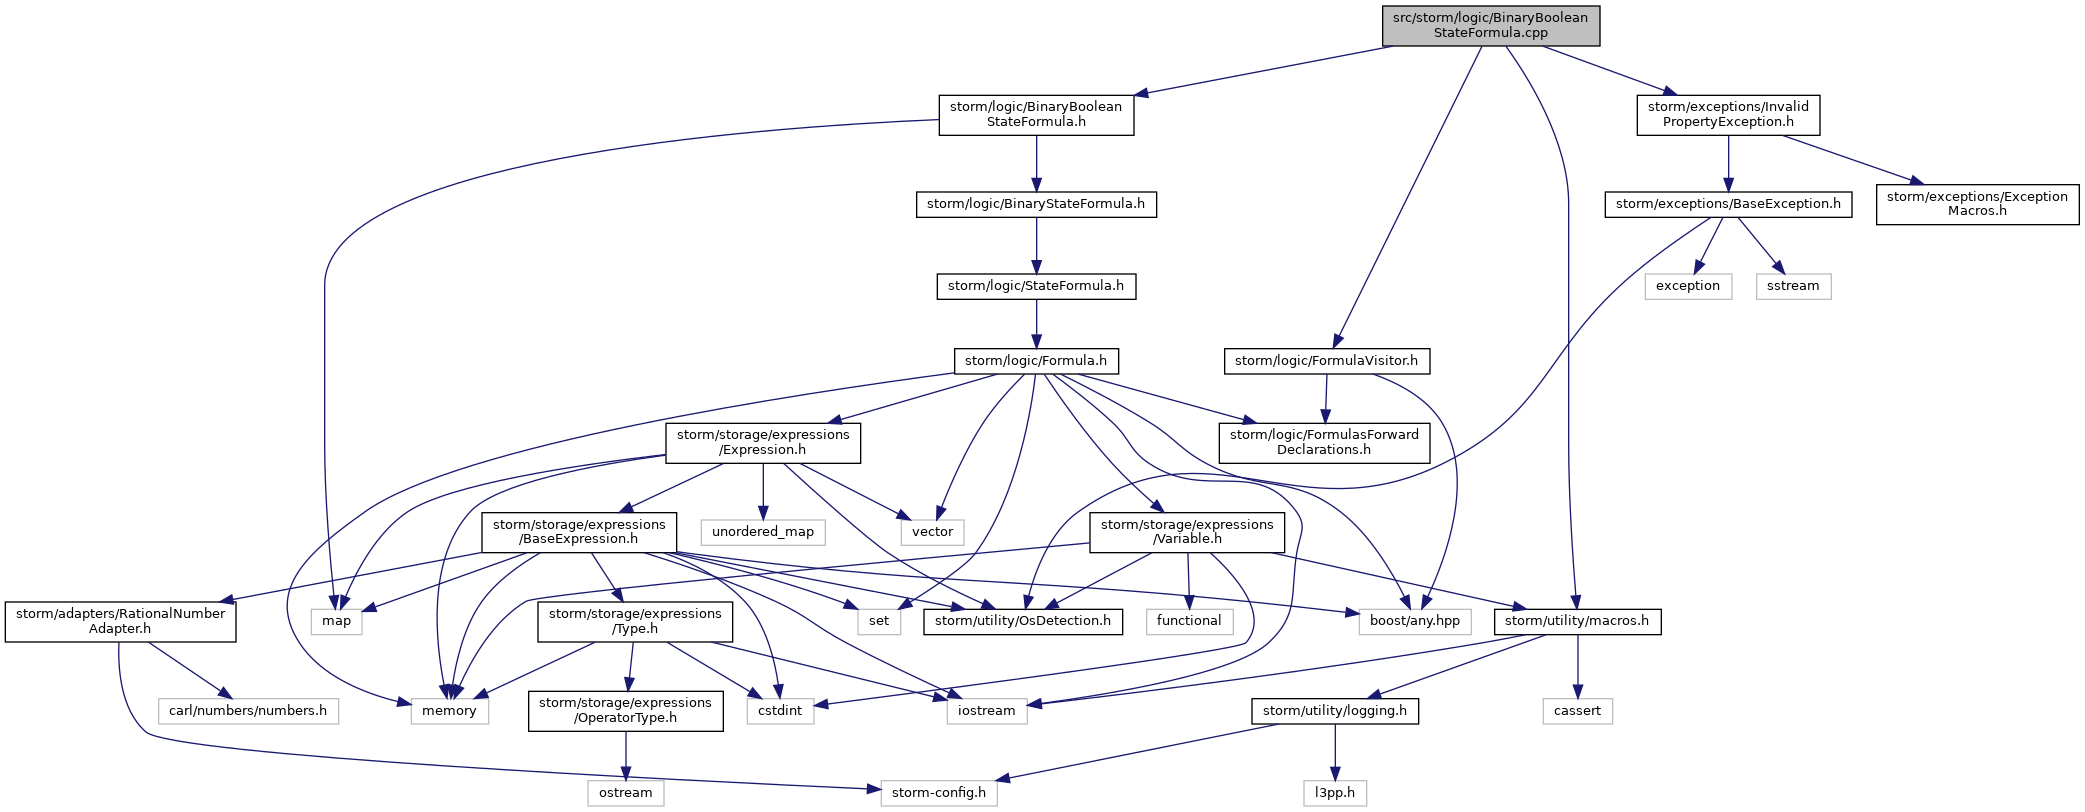 src/storm/logic/BinaryBoolean
StateFormula.cpp
storm/logic/BinaryBoolean
StateFormula.h
storm/exceptions/Invalid
PropertyException.h
storm/logic/BinaryStateFormula.h
storm/exceptions/BaseException.h
storm/exceptions/Exception
Macros.h
storm/logic/StateFormula.h
exception
sstream
storm/logic/Formula.h
storm/logic/FormulaVisitor.h
storm/storage/expressions
/Expression.h
storm/logic/FormulasForward
Declarations.h
storm/storage/expressions
/BaseExpression.h
unordered_map
vector
storm/storage/expressions
/Variable.h
storm/adapters/RationalNumber
Adapter.h
map
storm/storage/expressions
/Type.h
set
storm/utility/OsDetection.h
functional
boost/any.hpp
storm/utility/macros.h
carl/numbers/numbers.h
memory
storm/storage/expressions
/OperatorType.h
cstdint
iostream
storm/utility/logging.h
cassert
ostream
storm-config.h
l3pp.h